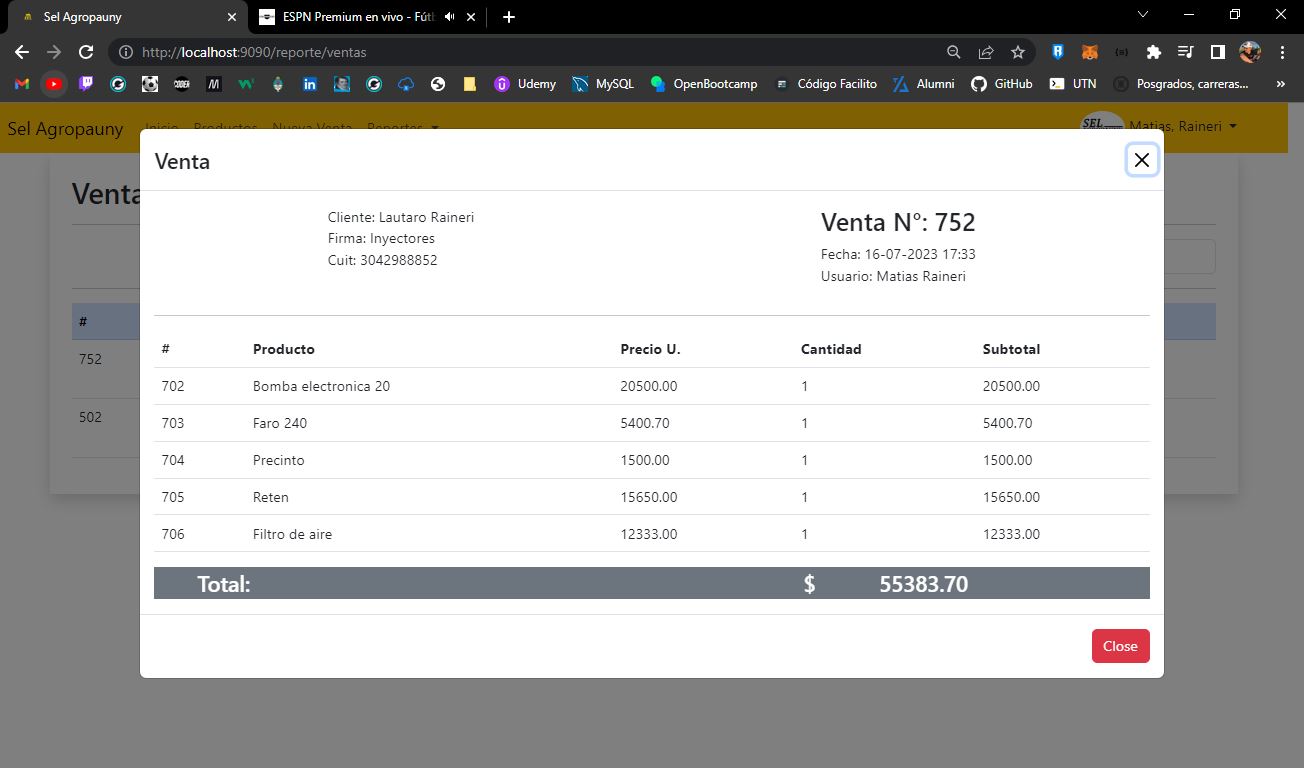 Sel Agropauny
ESPN Premium en vivo - Fútb
http://localhost:9090/reporte/ventas
Udemy MySQL OpenBootcamp Código Facilito Alumni GitHub UTN Posgrados, carreras... »
Sel Agropauny Inicio Productos Nueva Venta Reportes SEL Matias, Raineri
Venta
Venta
Cliente: Lautaro Raineri
Firma: Inyectores
Cuit: 3042988852
Venta N°: 752
Fecha: 16-07-2023 17:33
Usuario: Matias Raineri
#
752
502
# Producto Precio U. Cantidad Subtotal
702 Bomba electronica 20 20500.00 1 20500.00
703 Faro 240 5400.70 1 5400.70
704 Precinto 1500.00 1 1500.00
705 Reten 15650.00 1 15650.00
706 Filtro de aire 12333.00 1 12333.00
Total: $ 55383.70
Close